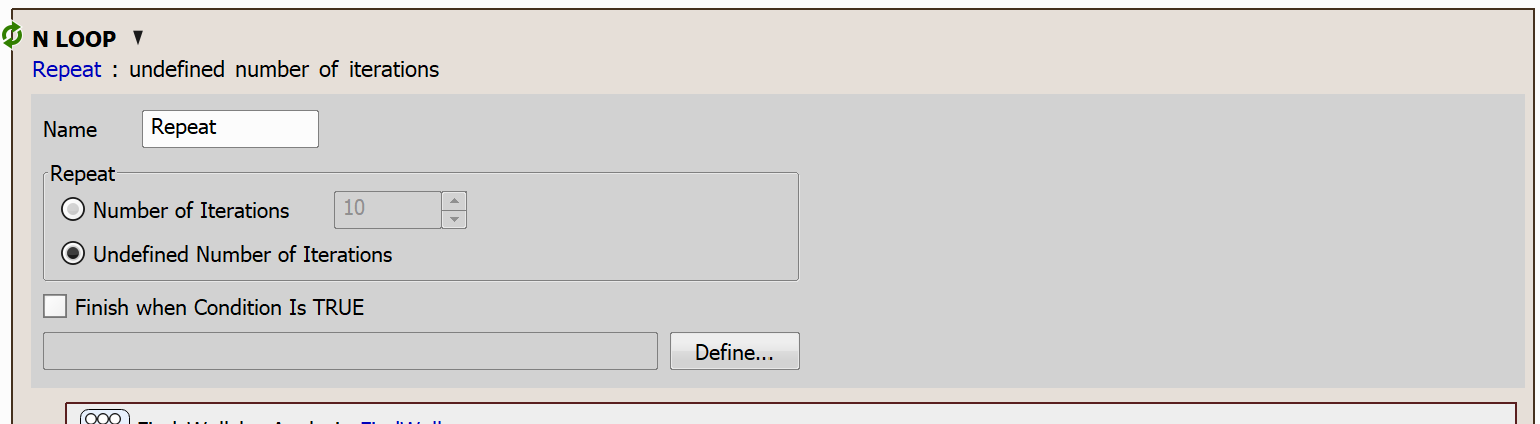 N LOOP
Repeat : undefined number of iterations
Name Repeat
Repeat
Number of Iterations 10
Undefined Number of Iterations
Finish when Condition Is TRUE
Define...